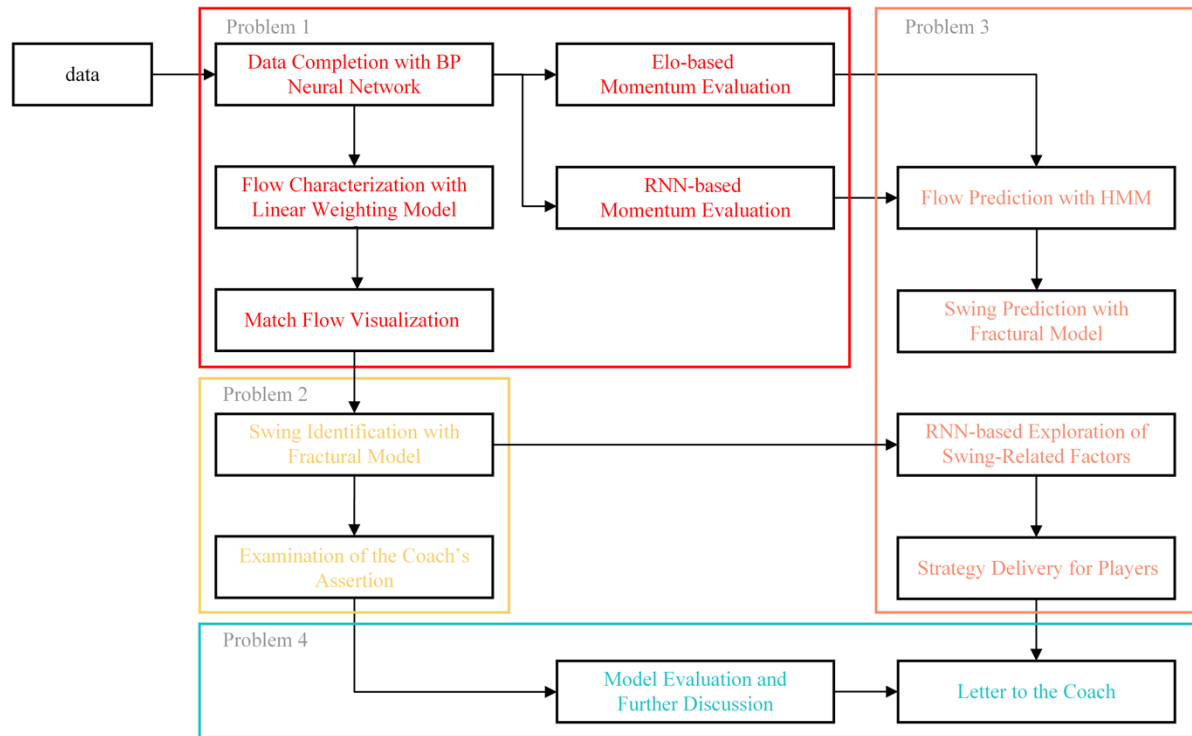 Problem 1
Problem 3
data
Data Completion with BP
Neural Network
Elo-based
Momentum Evaluation
Flow Characterization with
Linear Weighting Model
RNN-based
Momentum Evaluation
Flow Prediction with HMM
Match Flow Visualization
Swing Prediction with
Fractural Model
Problem 2
Swing Identification with
Fractural Model
RNN-based Exploration of
Swing-Related Factors
Examination of the Coach's
Assertion
Strategy Delivery for Players
Problem 4
Model Evaluation and
Further Discussion
Letter to the Coach